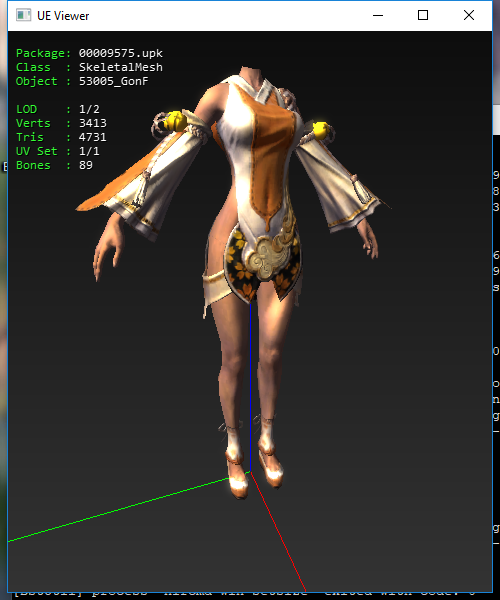 UE Viewer
Package: 00009575.upk
Class : SkeletalMesh
Object : 53005_GonF
LOD : 1/2
Verts : 3413
Tris : 4731
UV Set : 1/1
Bones : 89